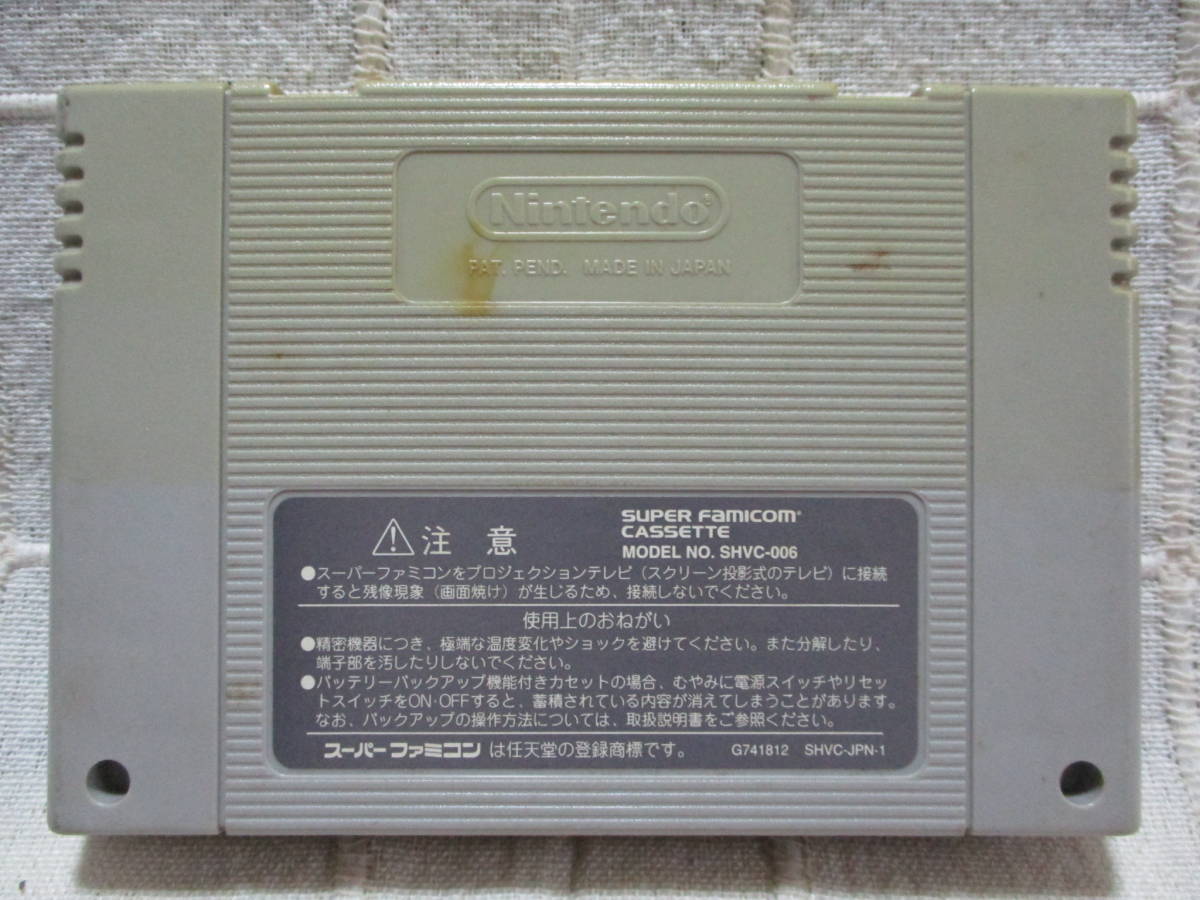 Nintendo®
PAT. PEND. MADE IN JAPAN
⚠注 意
SUPER FAMICOM®
CASSETTE
MODEL NO. SHVC-006
●スーパーファミコンをプロジェクションテレビ（スクリーン投影式のテレビ）に接続
すると残像現象（画面焼け）が生じるため、接続しないでください。
使用上のおねがい
●精密機器につき、極端な温度変化やショックを避けてください。また分解したり、
端子部を汚したりしないでください。
●バッテリーバックアップ機能付きカセットの場合、むやみに電源スイッチやリセッ
トスイッチをON・OFFすると、蓄積されている内容が消えてしまうことがあります。
なお、バックアップの操作方法については、取扱説明書をご参照ください。
スーパーファミコンは任天堂の登録商標です。 G741812 SHVC-JPN-1